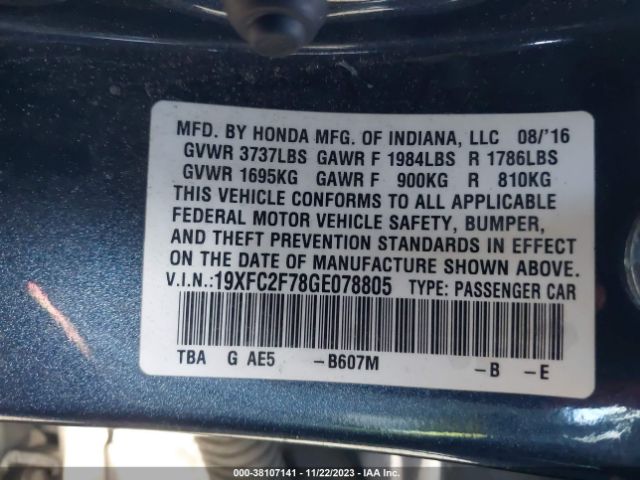 MFD. BY HONDA MFG. OF INDIANA, LLC 08/'16
GVWR 3737LBS GAWR F 1984LBS R 1786LBS
GVWR 1695KG GAWR F 900KG R 810KG
THIS VEHICLE CONFORMS TO ALL APPLICABLE
FEDERAL MOTOR VEHICLE SAFETY, BUMPER,
AND THEFT PREVENTION STANDARDS IN EFFECT
ON THE DATE OF MANUFACTURE SHOWN ABOVE.
V.I.N.:19XFC2F78GE078805 TYPE: PASSENGER CAR
TBA G AE5 -B607M -B -E
000-38107141 - 11/22/2023 - IAA Inc.